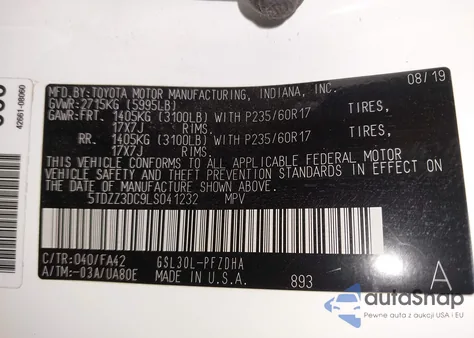 42661-08060
MFD.BY:TOYOTA MOTOR MANUFACTURING, INDIANA, INC. 08/19
GVWR:2715KG (5995LB)
GAWR:FRT. 1405KG (3100LB) WITH P235/60R17 TIRES,
17X7J RIMS.
RR. 1405KG (3100LB) WITH P235/60R17 TIRES,
17X7J RIMS.
THIS VEHICLE CONFORMS TO ALL APPLICABLE FEDERAL MOTOR
VEHICLE SAFETY AND THEFT PREVENTION STANDARDS IN EFFECT ON
THE DATE OF MANUFACTURE SHOWN ABOVE.
5TDZZ3DC9LS041232 MPV
C/TR:040/FA42 GSL30L-PFZDHA
A/TM:-03A/UA80E MADE IN U.S.A. 893 A
autoSnap
Pewne auta z aukcji USA i EU